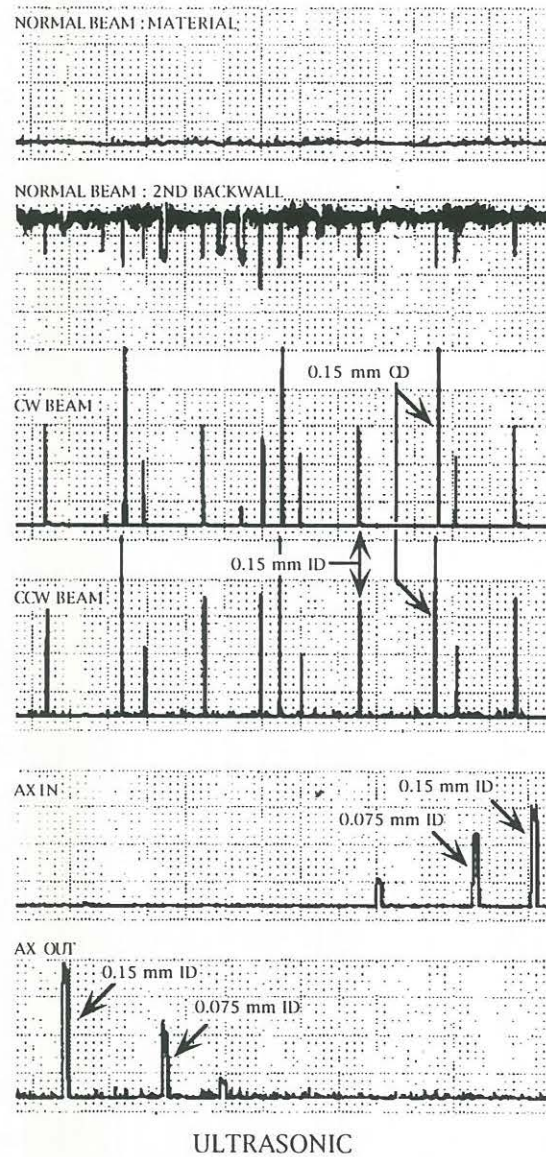 NORMAL BEAM : MATERIAL
NORMAL BEAM : 2ND BACKWALL
0.15 mm OD
CW BEAM
0.15 mm ID
CCW BEAM
AX IN
0.15 mm ID
0.075 mm ID
AX OUT
0.15 mm ID
0.075 mm ID
ULTRASONIC